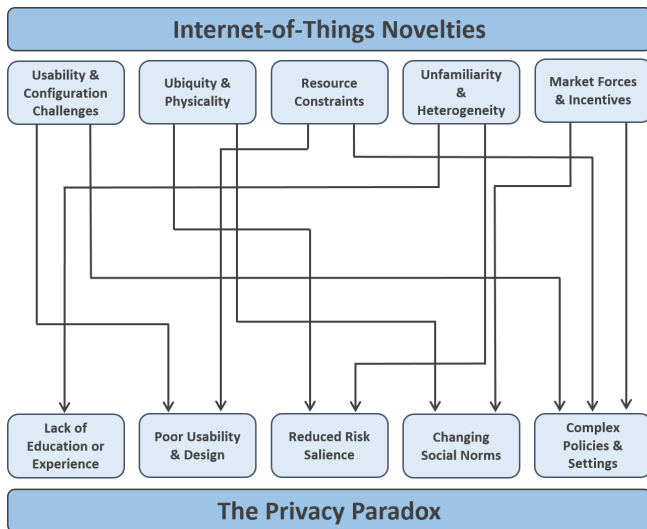 Internet-of-Things Novelties
Usability &
Configuration
Challenges
Ubiquity &
Physicality
Resource
Constraints
Unfamiliarity
&
Heterogeneity
Market Forces
& Incentives
Lack of
Education or
Experience
Poor Usability
& Design
Reduced Risk
Salience
Changing
Social Norms
Complex
Policies &
Settings
The Privacy Paradox